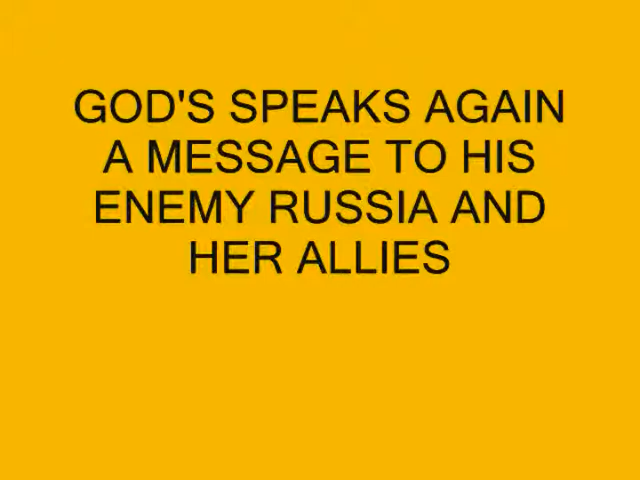 GOD'S SPEAKS AGAIN
A MESSAGE TO HIS
ENEMY RUSSIA AND
HER ALLIES